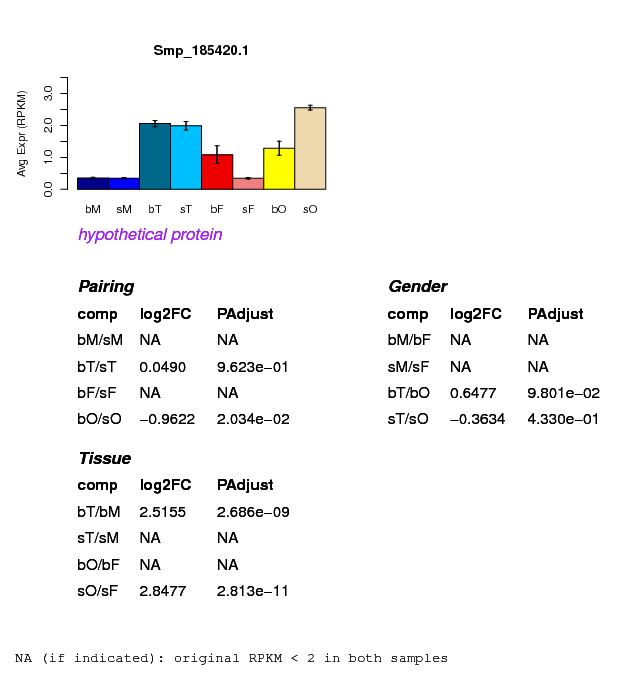 Smp_185420.1
Avg Expr (RPKM)
0.0 1.0 2.0 3.0
bM sM bT sT bF sF bO sO
hypothetical protein
Pairing
comp log2FC PAdjust
bM/sM NA NA
bT/sT 0.0490 9.623e−01
bF/sF NA NA
bO/sO −0.9622 2.034e−02
Gender
comp log2FC PAdjust
bM/bF NA NA
sM/sF NA NA
bT/bO 0.6477 9.801e−02
sT/sO −0.3634 4.330e−01
Tissue
comp log2FC PAdjust
bT/bM 2.5155 2.686e−09
sT/sM NA NA
bO/bF NA NA
sO/sF 2.8477 2.813e−11
NA (if indicated): original RPKM < 2 in both samples